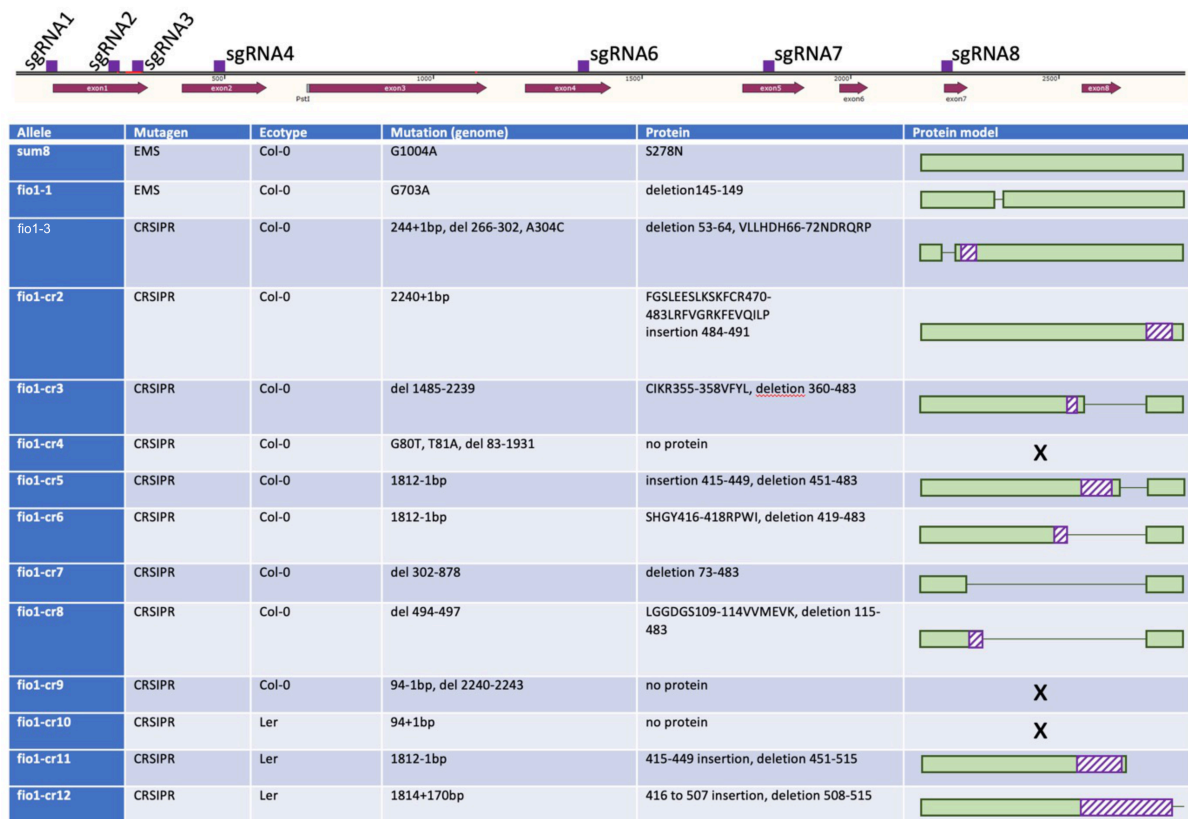 sgRNA1
sgRNA2
sgRNA3
sgRNA4
sgRNA6
sgRNA7
sgRNA8
500
1000
1500
2000
2500
exon1
exon2
PstI
exon3
exon4
exon5
exon6
exon7
exon8
Allele Mutagen Ecotype Mutation (genome) Protein Protein model
sum8 EMS Col-0 G1004A S278N
fio1-1 EMS Col-0 G703A deletion145-149
fio1-3 CRSIPR Col-0 244+1bp, del 266-302, A304C deletion 53-64, VLLHDH66-72NDRQRP
fio1-cr2 CRSIPR Col-0 2240+1bp FGSLEESLKSKFCR470-
483LRFVGRKFEVQILP
insertion 484-491
fio1-cr3 CRSIPR Col-0 del 1485-2239 CIKR355-358VFYL, deletion 360-483
fio1-cr4 CRSIPR Col-0 G80T, T81A, del 83-1931 no protein X
fio1-cr5 CRSIPR Col-0 1812-1bp insertion 415-449, deletion 451-483
fio1-cr6 CRSIPR Col-0 1812-1bp SHGY416-418RPWI, deletion 419-483
fio1-cr7 CRSIPR Col-0 del 302-878 deletion 73-483
fio1-cr8 CRSIPR Col-0 del 494-497 LGGDGS109-114VVMEVK, deletion 115-
483
fio1-cr9 CRSIPR Col-0 94-1bp, del 2240-2243 no protein X
fio1-cr10 CRSIPR Ler 94+1bp no protein X
fio1-cr11 CRSIPR Ler 1812-1bp 415-449 insertion, deletion 451-515
fio1-cr12 CRSIPR Ler 1814+170bp 416 to 507 insertion, deletion 508-515